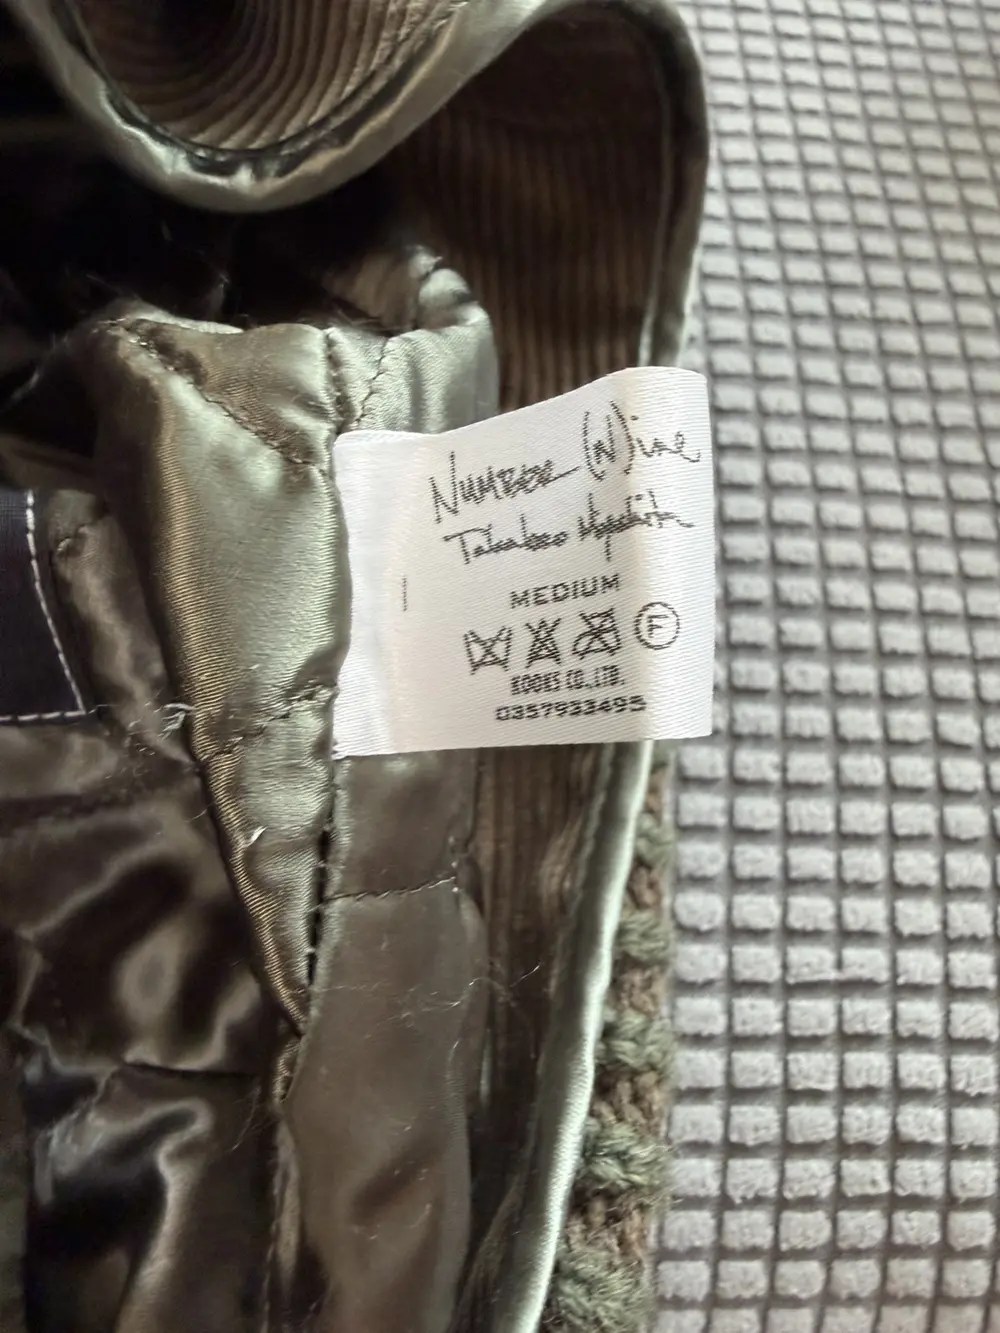 NUMBER (N)ine
Takahiro Miyashita
MEDIUM
F
KOOKS CO.,LTD.
0357933495